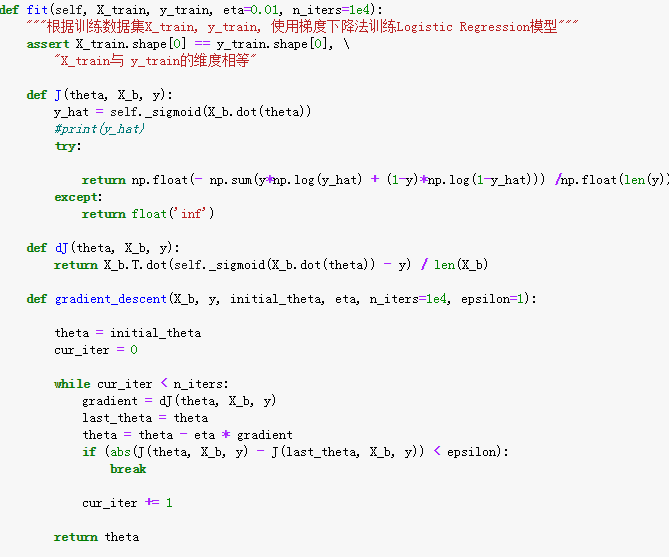 def fit(self, X_train, y_train, eta=0.01, n_iters=1e4):
    """根据训练数据集X_train, y_train, 使用梯度下降法训练Logistic Regression模型"""
    assert X_train.shape[0] == y_train.shape[0], \
        "X_train与 y_train的维度相等"

    def J(theta, X_b, y):
        y_hat = self._sigmoid(X_b.dot(theta))
        #print(y_hat)
        try:

            return np.float(- np.sum(y*np.log(y_hat) + (1-y)*np.log(1-y_hat))) /np.float(len(y))
        except:
            return float('inf')

    def dJ(theta, X_b, y):
        return X_b.T.dot(self._sigmoid(X_b.dot(theta)) - y) / len(X_b)

    def gradient_descent(X_b, y, initial_theta, eta, n_iters=1e4, epsilon=1):

        theta = initial_theta
        cur_iter = 0

        while cur_iter < n_iters:
            gradient = dJ(theta, X_b, y)
            last_theta = theta
            theta = theta - eta * gradient
            if (abs(J(theta, X_b, y) - J(last_theta, X_b, y)) < epsilon):
                break

            cur_iter += 1

        return theta